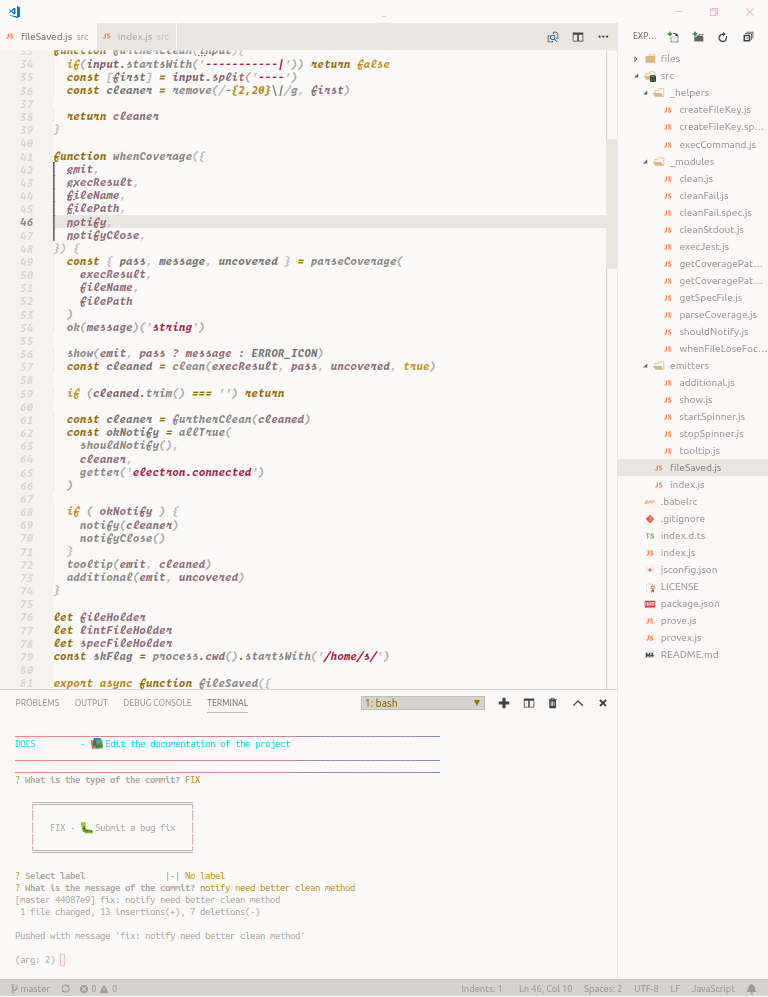 fileSaved.js src
index.js src
33 function furtherClean(input){
34 if(input.startsWith('-----------|')) return false
35 const [first] = input.split('----')
36 const cleaner = remove(/-{2,20}\|/g, first)
37
38 return cleaner
39 }
40
41 function whenCoverage({
42 emit,
43 execResult,
44 fileName,
45 filePath,
46 notify,
47 notifyClose,
48 }) {
49 const { pass, message, uncovered } = parseCoverage(
50 execResult,
51 fileName,
52 filePath
53 )
54 ok(message)('string')
55
56 show(emit, pass ? message : ERROR_ICON)
57 const cleaned = clean(execResult, pass, uncovered, true)
58
59 if (cleaned.trim() === '') return
60
61 const cleaner = furtherClean(cleaned)
62 const okNotify = allTrue(
63 shouldNotify(),
64 cleaner,
65 getter('electron.connected')
66 )
67
68 if ( okNotify ) {
69 notify(cleaner)
70 notifyClose()
71 }
72 tooltip(emit, cleaned)
73 additional(emit, uncovered)
74 }
75
76 let fileHolder
77 let lintFileHolder
78 let specFileHolder
79 const skFlag = process.cwd().startsWith('/home/s/')
80
81 export async function fileSaved({
PROBLEMS OUTPUT DEBUG CONSOLE TERMINAL
1: bash
DOCS - Edit the documentation of the project
? What is the type of the commit? FIX
FIX - Submit a bug fix
? Select label |-| No label
? What is the message of the commit? notify need better clean method
[master 44087e9] fix: notify need better clean method
1 file changed, 13 insertions(+), 7 deletions(-)
Pushed with message 'fix: notify need better clean method'
(arg: 2)
EXP...
files
src
_helpers
createFileKey.js
createFileKey.sp...
execCommand.js
_modules
clean.js
cleanFail.js
cleanFail.spec.js
cleanStdout.js
execJest.js
getCoveragePat...
getCoveragePat...
getSpecFile.js
parseCoverage.js
shouldNotify.js
whenFileLoseFoc...
emitters
additional.js
show.js
startSpinner.js
stopSpinner.js
tooltip.js
fileSaved.js
index.js
.babelrc
.gitignore
index.d.ts
index.js
jsconfig.json
LICENSE
package.json
prove.js
provex.js
README.md
master 0 0 Indents: 1 Ln 46, Col 10 Spaces: 2 UTF-8 LF JavaScript